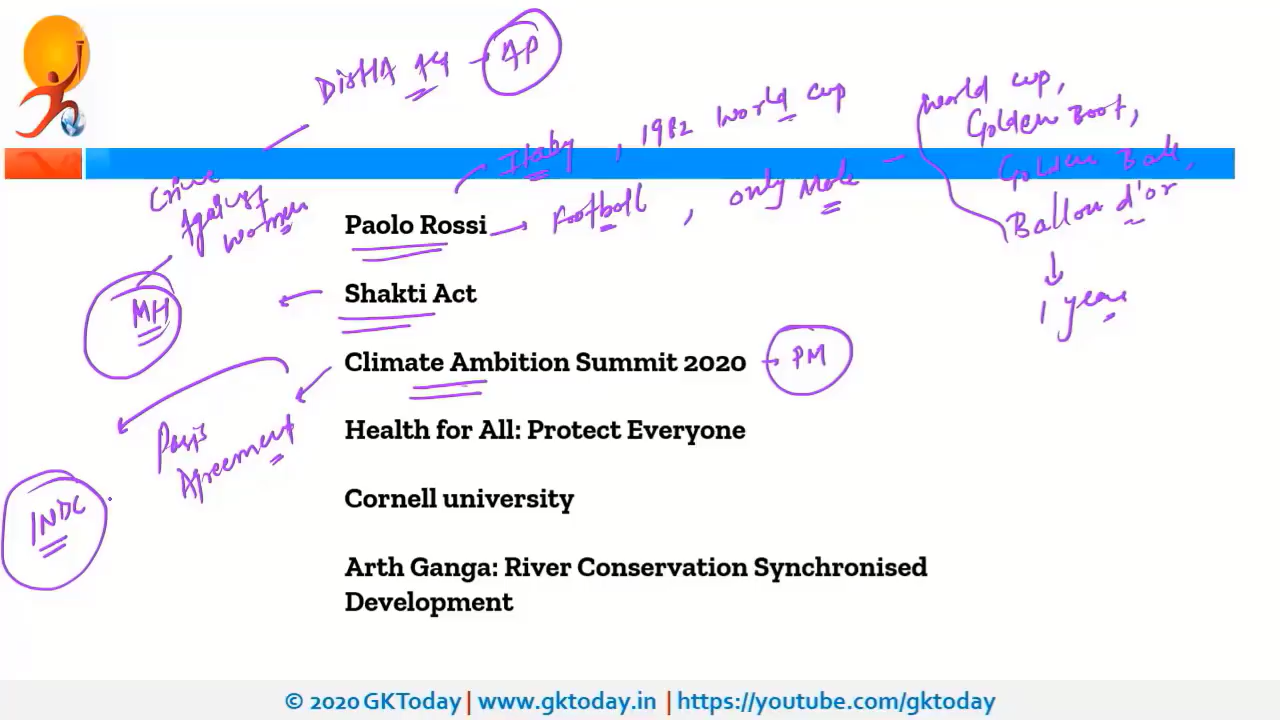 DISHA Act → AP
World cup,
Golden Boot,
Golden Ball,
Ballon d'or
↓
1 year
Italy, 1982 World cup
Crime
Against
Women
Paolo Rossi → Football, only Male
MH
Shakti Act
Climate Ambition Summit 2020 → PM
Paris
Agreement
Health for All: Protect Everyone
INDC
Cornell university
Arth Ganga: River Conservation Synchronised
Development
© 2020 GKToday | www.gktoday.in | https://youtube.com/gktoday